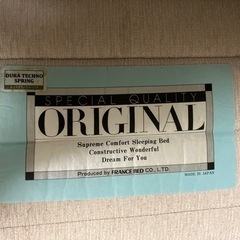 DURA TECHNO
SPRING
SPECIAL QUALITY
ORIGINAL
Supreme Comfort Sleeping Bed
Constructive Wonderful
Dream For You
Produced by FRANCE BED CO., LTD.
MADE IN JAPAN